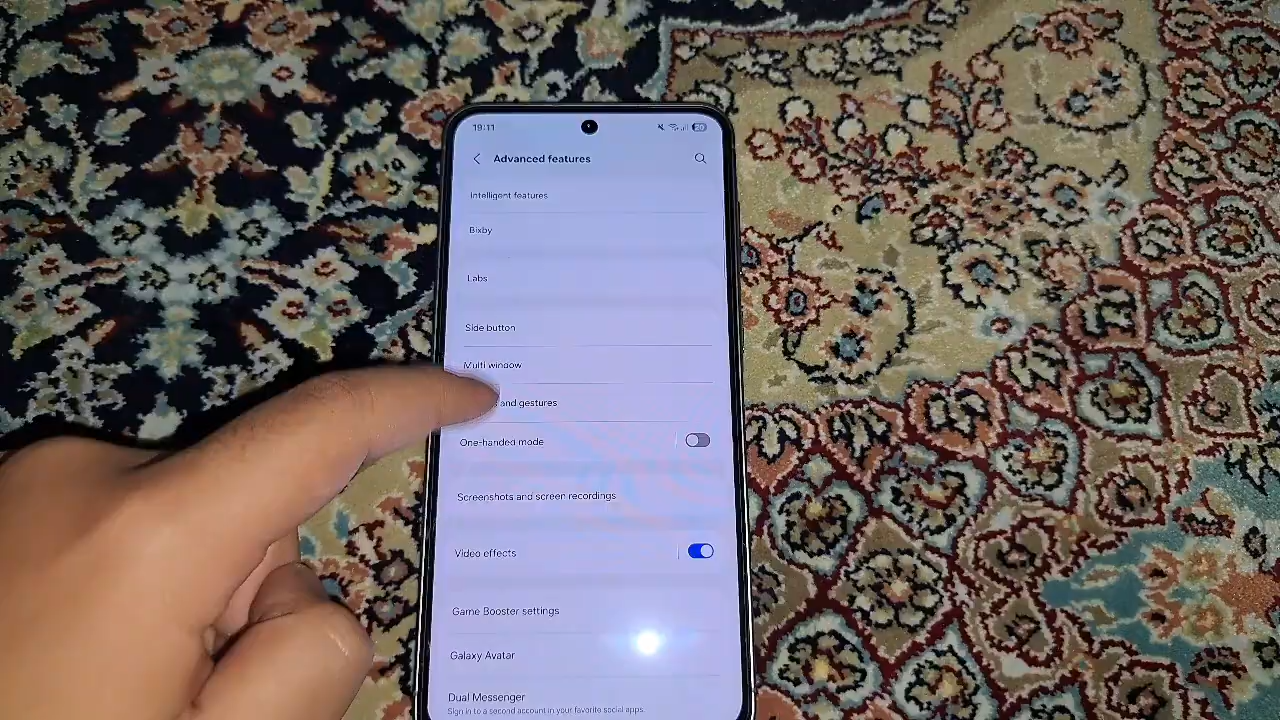 19:11
20
Advanced features
Intelligent features
Bixby
Labs
Side button
Multi window
and gestures
One-handed mode
Screenshots and screen recordings
Video effects
Game Booster settings
Galaxy Avatar
Dual Messenger
Sign in to a second account in your favorite social apps.